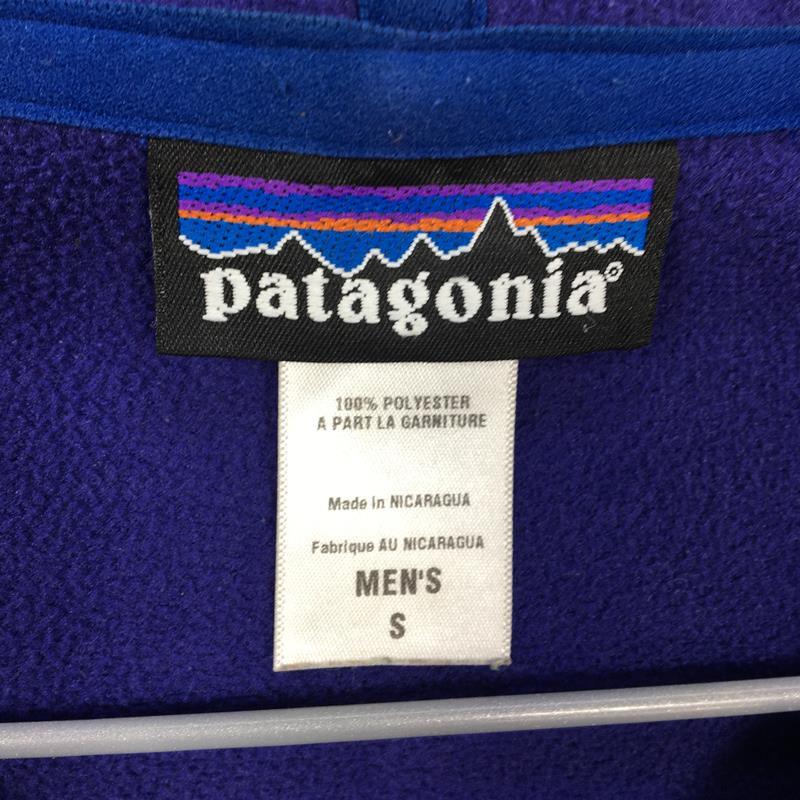 patagonia®
100% POLYESTER
A PART LA GARNITURE
Made in NICARAGUA
Fabrique AU NICARAGUA
MEN'S
S